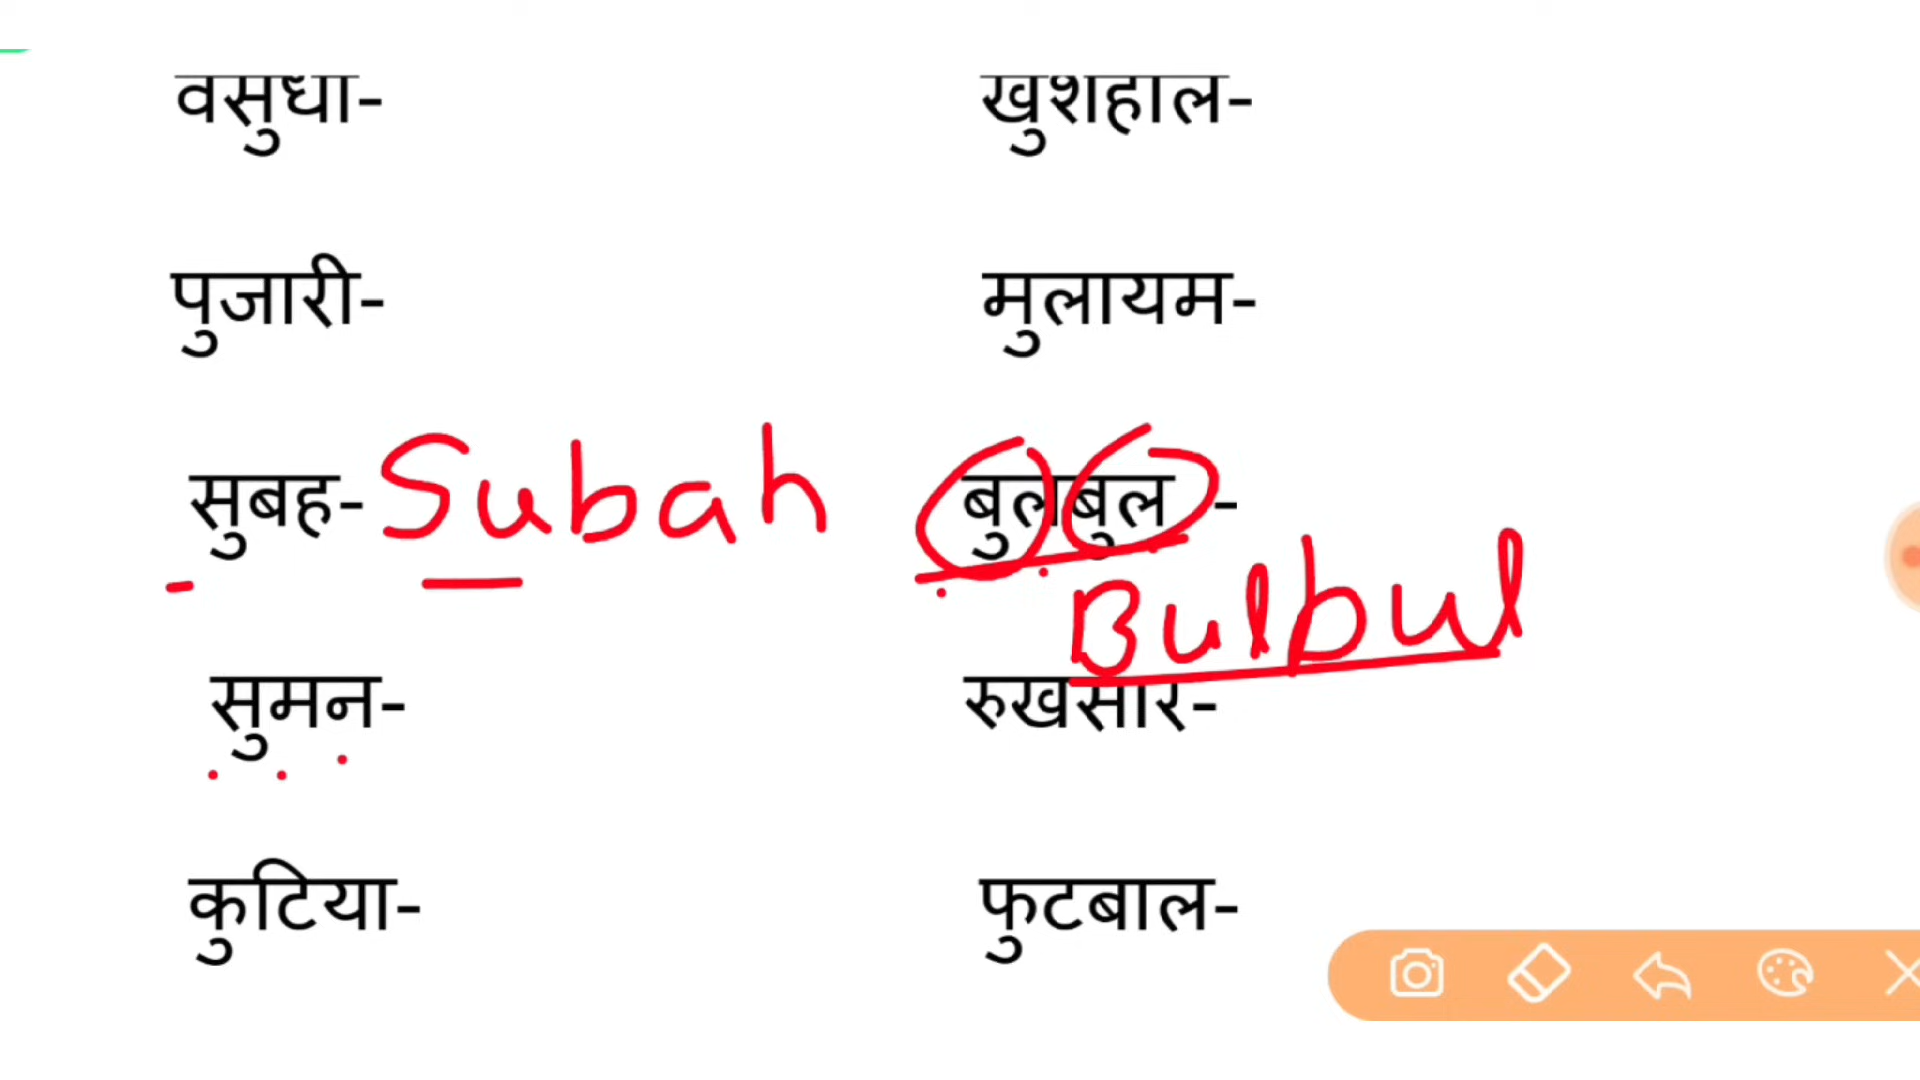 वसुधा- खुशहाल-
पुजारी- मुलायम-
सुबह- Subah बुलबुल -
Bulbul
सुमन- रुखसार-
कुटिया- फुटबाल-